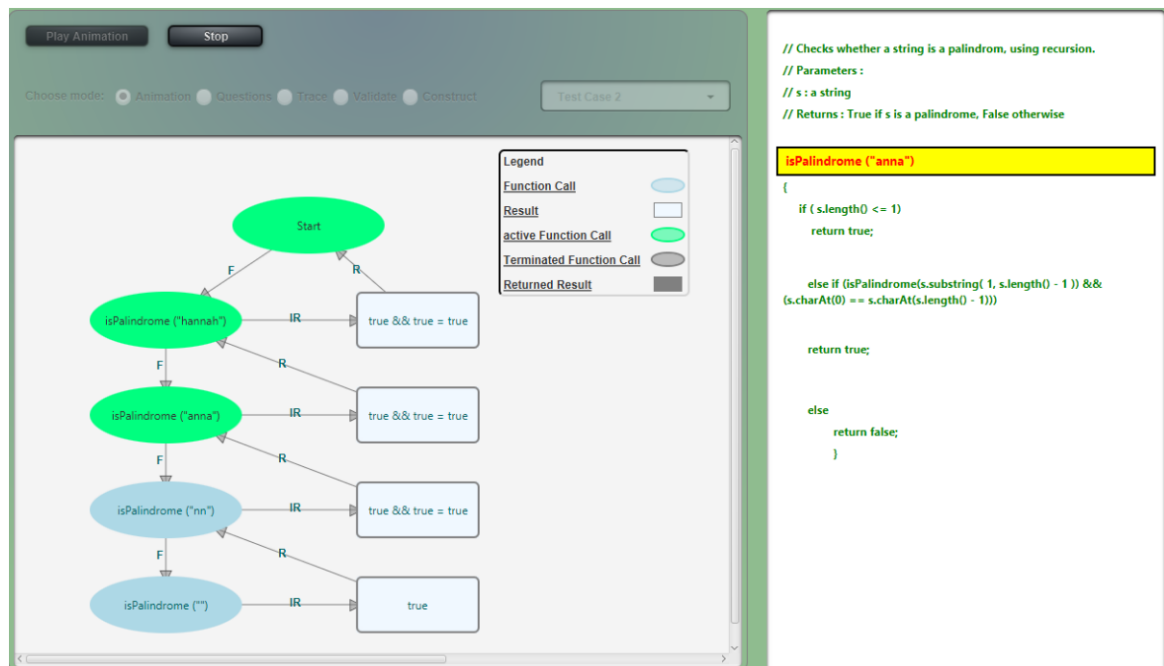 Play Animation
Stop
Choose mode:
Animation
Questions
Trace
Validate
Construct
Test Case 2
Legend
Function Call
Result
active Function Call
Terminated Function Call
Returned Result
Start
F
R
isPalindrome ("hannah")
IR
true && true = true
F
R
isPalindrome ("anna")
IR
true && true = true
F
R
isPalindrome ("nn")
IR
true && true = true
F
R
isPalindrome ("")
IR
true
// Checks whether a string is a palindrom, using recursion.
// Parameters :
// s : a string
// Returns : True if s is a palindrome, False otherwise
isPalindrome ("anna")
{
if ( s.length() <= 1)
return true;
else if (isPalindrome(s.substring( 1, s.length() - 1 )) &&
(s.charAt(0) == s.charAt(s.length() - 1)))
return true;
else
return false;
}